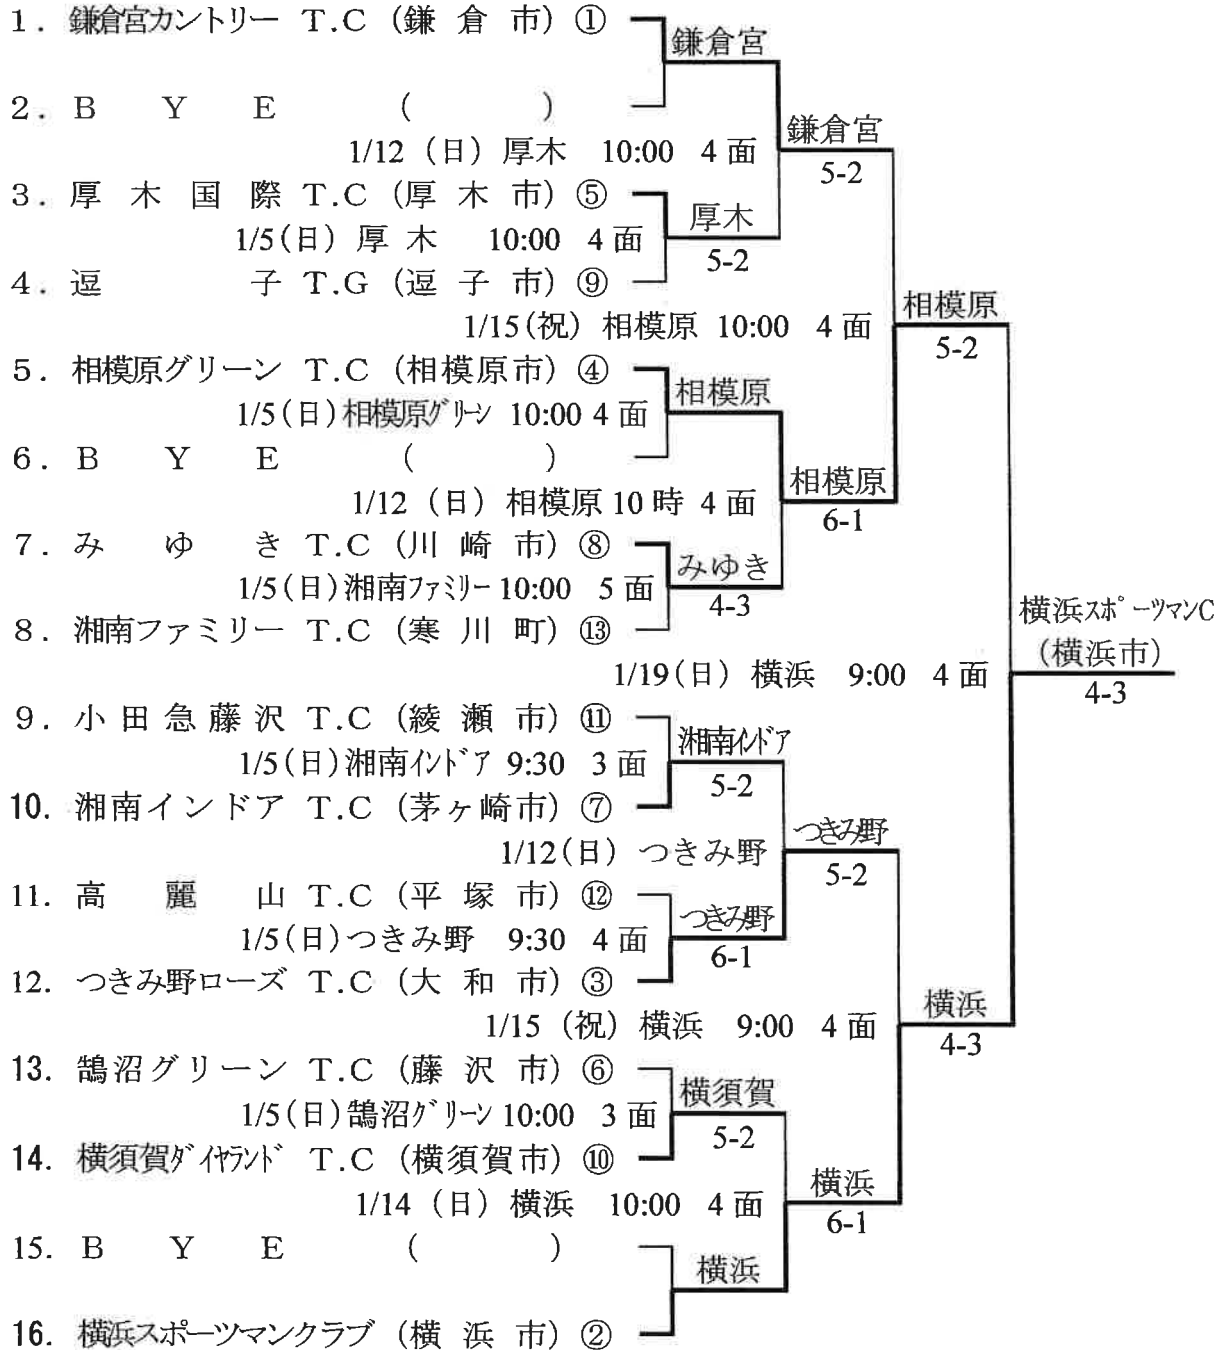 1. 鎌倉宮カントリー T.C (鎌倉市) ①
鎌倉宮
2. BYE ( )
鎌倉宮
1/12 (日) 厚木 10:00 4面
5-2
3. 厚木国際 T.C (厚木市) ⑤
厚木
1/5(日) 厚木 10:00 4面
5-2
4. 逗子 T.G (逗子市) ⑨
相模原
1/15(祝) 相模原 10:00 4面
5-2
5. 相模原グリーン T.C (相模原市) ④
相模原
1/5(日)相模原グリーン 10:00 4面
6. BYE ( )
相模原
1/12 (日) 相模原10時 4面
6-1
7. みゆき T.C (川崎市) ⑧
みゆき
1/5(日)湘南ファミリー 10:00 5面
4-3
横浜スポーツマンC
8. 湘南ファミリー T.C (寒川町) ⑬
(横浜市)
1/19(日) 横浜 9:00 4面
4-3
9. 小田急藤沢 T.C (綾瀬市) ⑪
湘南インドア
1/5(日)湘南インドア 9:30 3面
5-2
10. 湘南インドア T.C (茅ヶ崎市) ⑦
つきみ野
1/12(日) つきみ野
5-2
11. 高麗山 T.C (平塚市) ⑫
つきみ野
1/5(日)つきみ野 9:30 4面
6-1
12. つきみ野ローズ T.C (大和市) ③
横浜
1/15 (祝) 横浜 9:00 4面
4-3
13. 鵠沼グリーン T.C (藤沢市) ⑥
横須賀
1/5(日)鵠沼グリーン 10:00 3面
5-2
14. 横須賀ダイヤランド T.C (横須賀市) ⑩
横浜
1/14 (日) 横浜 10:00 4面
6-1
15. BYE ( )
横浜
16. 横浜スポーツマンクラブ (横浜市) ②